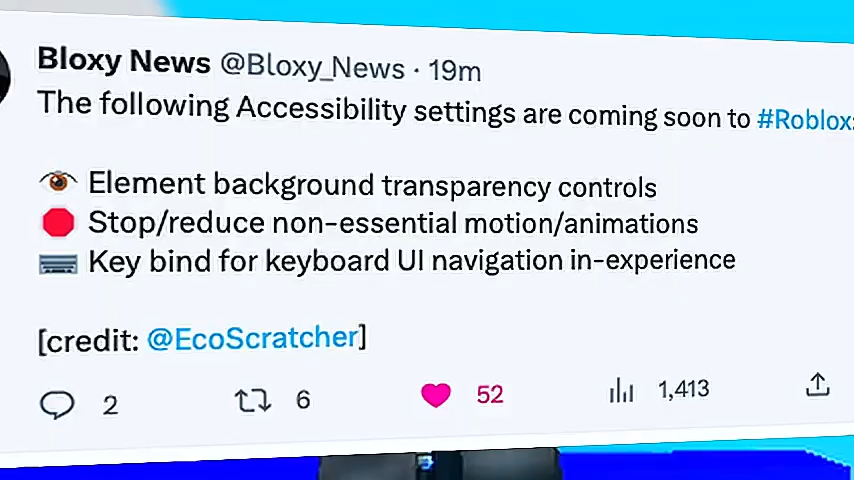 Bloxy News @Bloxy_News · 19m
The following Accessibility settings are coming soon to #Roblox:
👁 Element background transparency controls
🛑 Stop/reduce non-essential motion/animations
⌨ Key bind for keyboard UI navigation in-experience
[credit: @EcoScratcher]
2 6 52 1,413